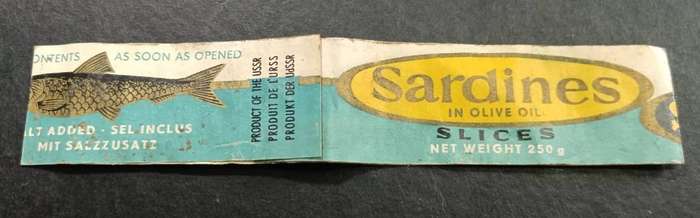 ONTENTS AS SOON AS OPENED
LT ADDED · SEL INCLUS
MIT SALZZUSATZ
PRODUCT OF THE USSR
PRODUIT DE L'URSS
PRODUKT DER UdSSR
Sardines
IN OLIVE OIL
SLICES
NET WEIGHT 250 g